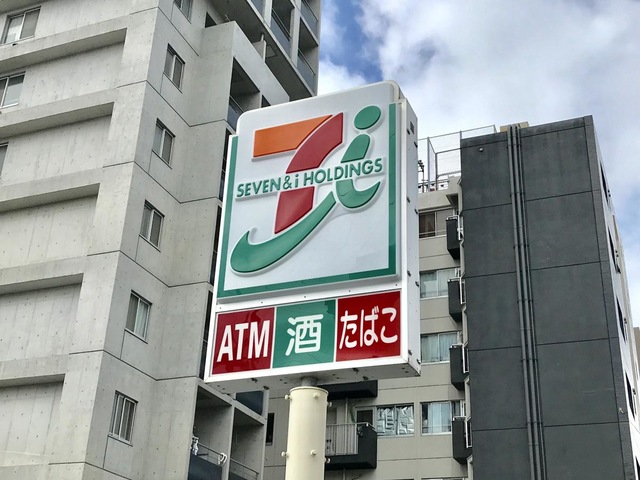 SEVEN&i HOLDINGS
ATM 酒 たばこ